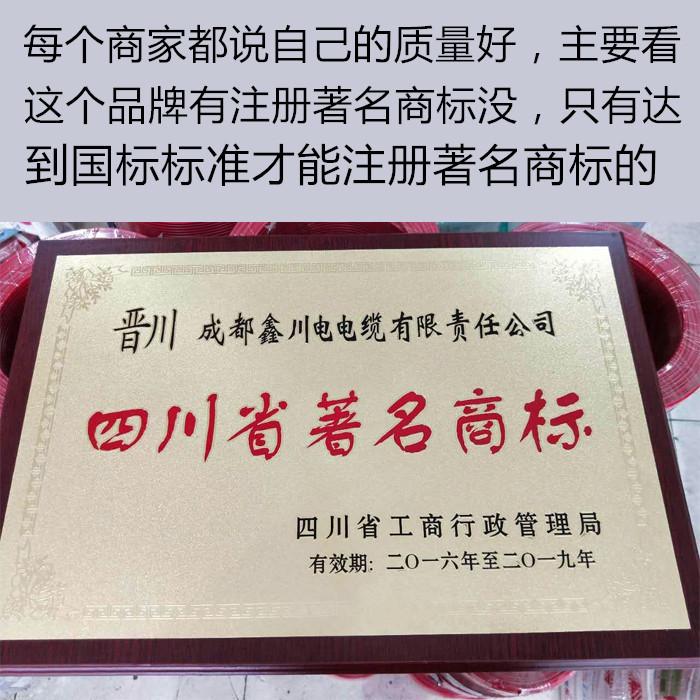 每个商家都说自己的质量好，主要看
这个品牌有注册著名商标没，只有达
到国标标准才能注册著名商标的
晋川 成都鑫川电电缆有限责任公司
四川省著名商标
四川省工商行政管理局
有效期：二〇一六年至二〇一九年